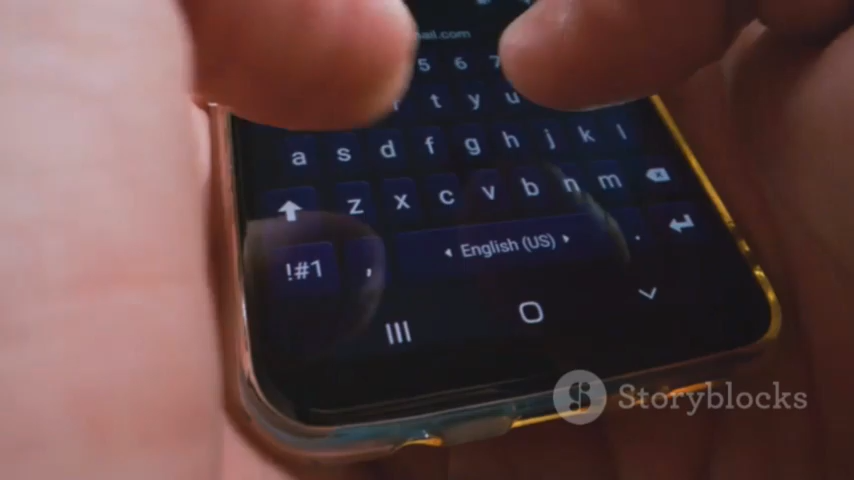 ail.com
5 6 7
t y u
a s d f g h j k l
z x c v b n m
!#1 , English (US) .
Storyblocks